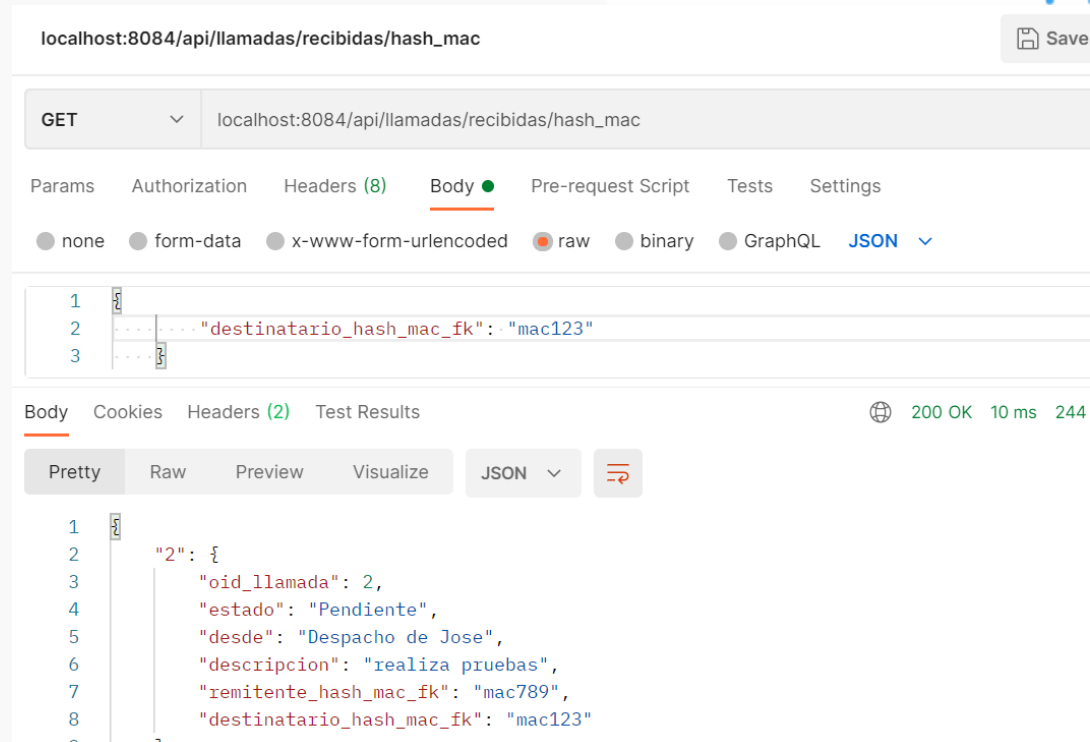 localhost:8084/api/llamadas/recibidas/hash_mac Save
GET localhost:8084/api/llamadas/recibidas/hash_mac
Params Authorization Headers (8) Body Pre-request Script Tests Settings
none form-data x-www-form-urlencoded raw binary GraphQL JSON
1 {
2 "destinatario_hash_mac_fk": "mac123"
3 }
Body Cookies Headers (2) Test Results 200 OK 10 ms 244
Pretty Raw Preview Visualize JSON
1 {
2 "2": {
3 "oid_llamada": 2,
4 "estado": "Pendiente",
5 "desde": "Despacho de Jose",
6 "descripcion": "realiza pruebas",
7 "remitente_hash_mac_fk": "mac789",
8 "destinatario_hash_mac_fk": "mac123"